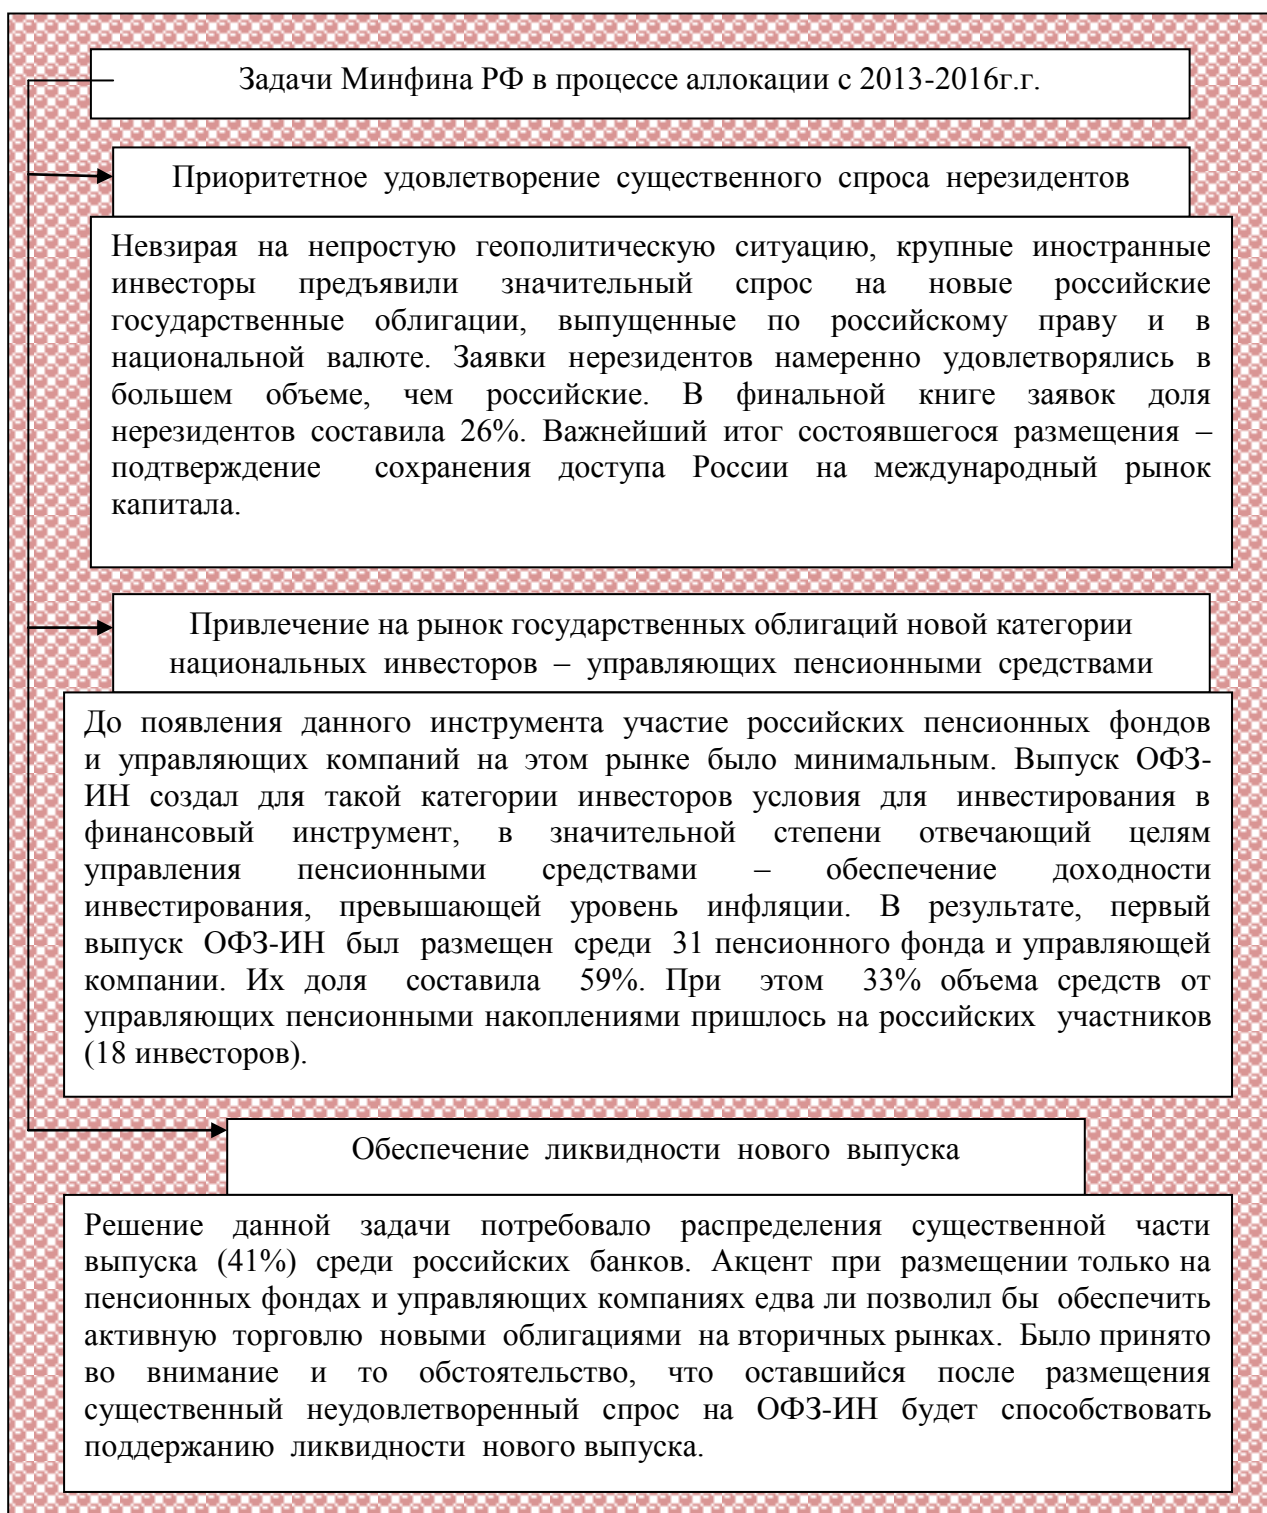 Задачи Минфина РФ в процессе аллокации с 2013-2016г.г.
Приоритетное удовлетворение существенного спроса нерезидентов
Невзирая на непростую геополитическую ситуацию, крупные иностранные
инвесторы предъявили значительный спрос на новые российские
государственные облигации, выпущенные по российскому праву и в
национальной валюте. Заявки нерезидентов намеренно удовлетворялись в
большем объеме, чем российские. В финальной книге заявок доля
нерезидентов составила 26%. Важнейший итог состоявшегося размещения –
подтверждение сохранения доступа России на международный рынок
капитала.
Привлечение на рынок государственных облигаций новой категории
национальных инвесторов – управляющих пенсионными средствами
До появления данного инструмента участие российских пенсионных фондов
и управляющих компаний на этом рынке было минимальным. Выпуск ОФЗ-
ИН создал для такой категории инвесторов условия для инвестирования в
финансовый инструмент, в значительной степени отвечающий целям
управления пенсионными средствами – обеспечение доходности
инвестирования, превышающей уровень инфляции. В результате, первый
выпуск ОФЗ-ИН был размещен среди 31 пенсионного фонда и управляющей
компании. Их доля составила 59%. При этом 33% объема средств от
управляющих пенсионными накоплениями пришлось на российских участников
(18 инвесторов).
Обеспечение ликвидности нового выпуска
Решение данной задачи потребовало распределения существенной части
выпуска (41%) среди российских банков. Акцент при размещении только на
пенсионных фондах и управляющих компаниях едва ли позволил бы обеспечить
активную торговлю новыми облигациями на вторичных рынках. Было принято
во внимание и то обстоятельство, что оставшийся после размещения
существенный неудовлетворенный спрос на ОФЗ-ИН будет способствовать
поддержанию ликвидности нового выпуска.